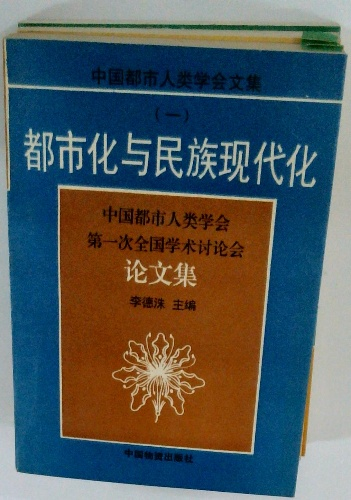 中国都市人类学会文集
(一)
都市化与民族现代化
中国都市人类学会
第一次全国学术讨论会
论文集
李德洙 主编
中国物资出版社